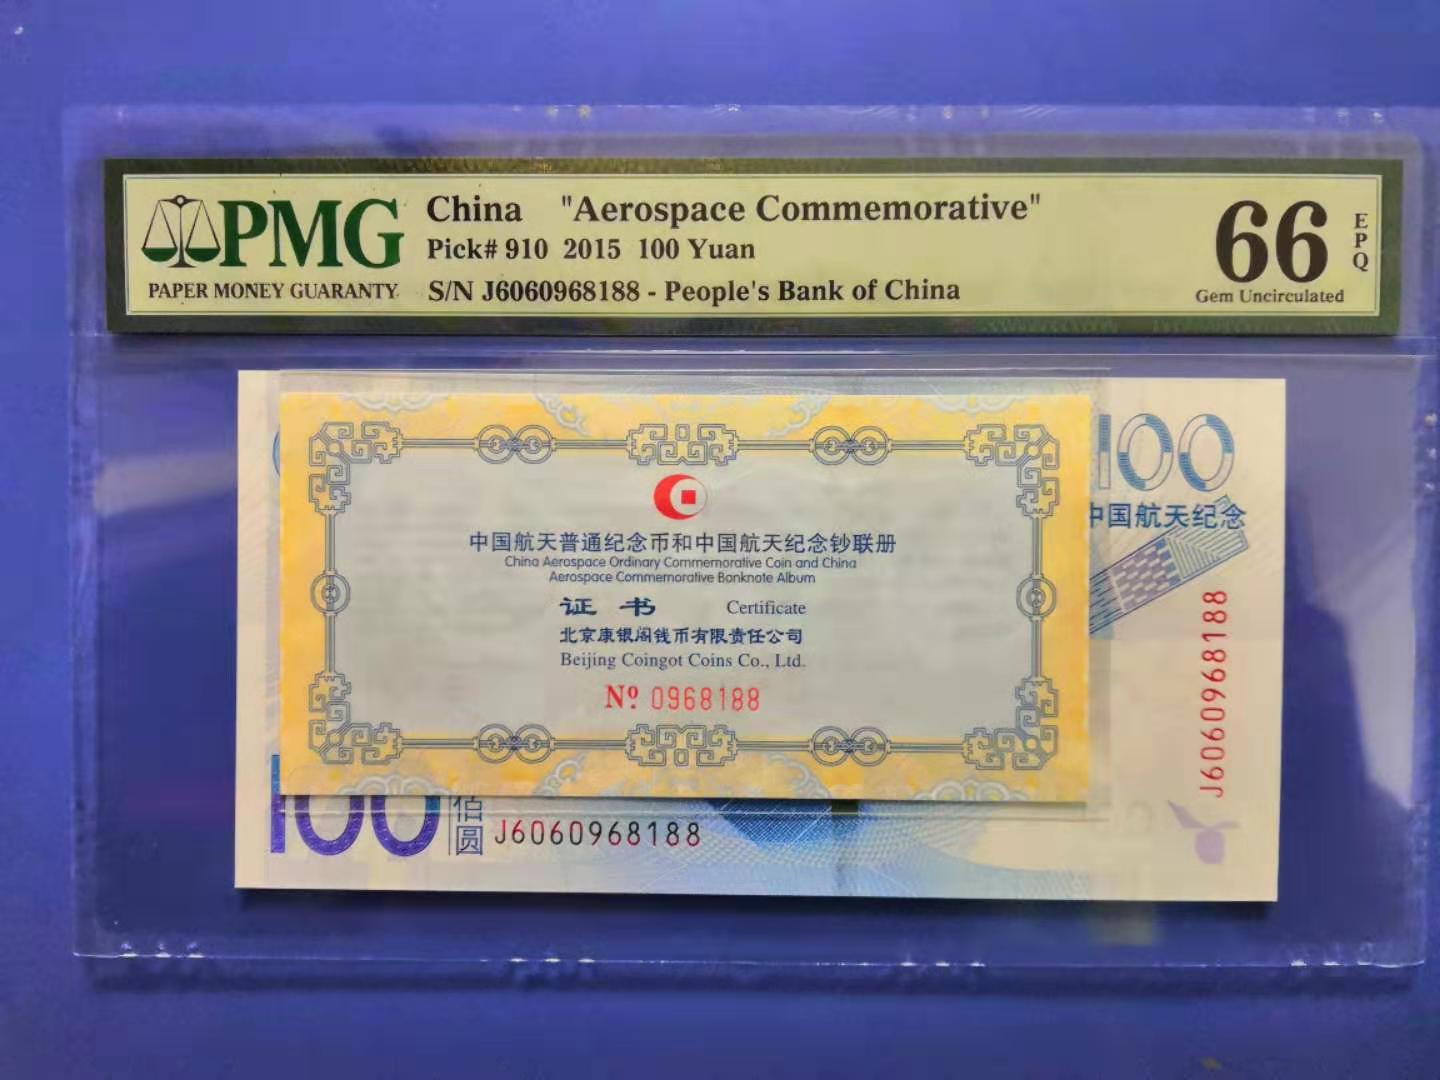 PMG
PAPER MONEY GUARANTY
China "Aerospace Commemorative"
Pick# 910 2015 100 Yuan
S/N J6060968188 - People's Bank of China
66
EPQ
Gem Uncirculated
100
中国航天纪念
中国航天普通纪念币和中国航天纪念钞联册
China Aerospace Ordinary Commemorative Coin and China
Aerospace Commemorative Banknote Album
证书 Certificate
北京康银阁钱币有限责任公司
Beijing Coingot Coins Co., Ltd.
Nº 0968188
J6060968188
100
佰圆
J6060968188